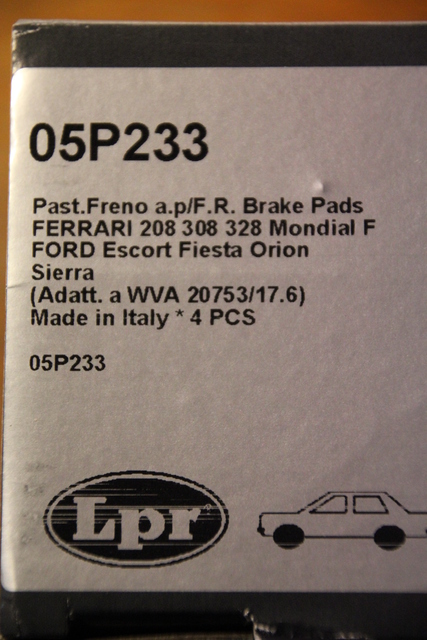 05P233
Past.Freno a.p/F.R. Brake Pads
FERRARI 208 308 328 Mondial F
FORD Escort Fiesta Orion
Sierra
(Adatt. a WVA 20753/17.6)
Made in Italy * 4 PCS
05P233
Lpr